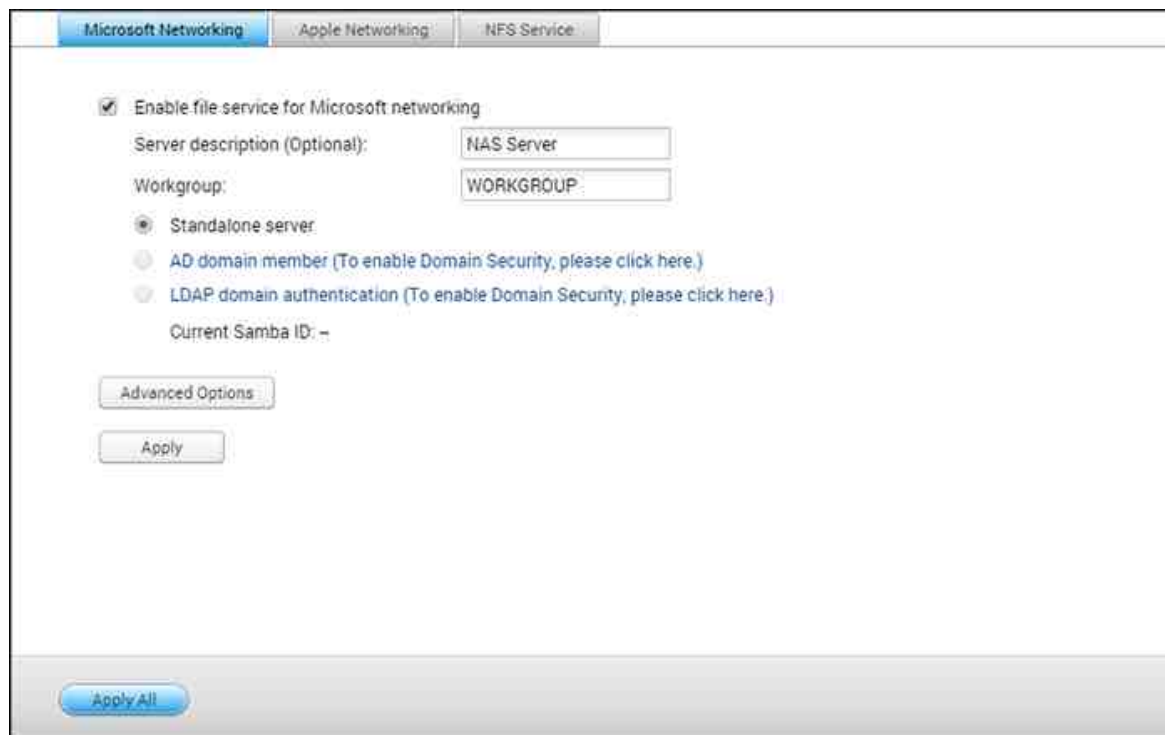 Microsoft Networking Apple Networking NFS Service
Enable file service for Microsoft networking
Server description (Optional): NAS Server
Workgroup: WORKGROUP
Standalone server
AD domain member (To enable Domain Security, please click here.)
LDAP domain authentication (To enable Domain Security, please click here.)
Current Samba ID: --
Advanced Options
Apply
Apply All